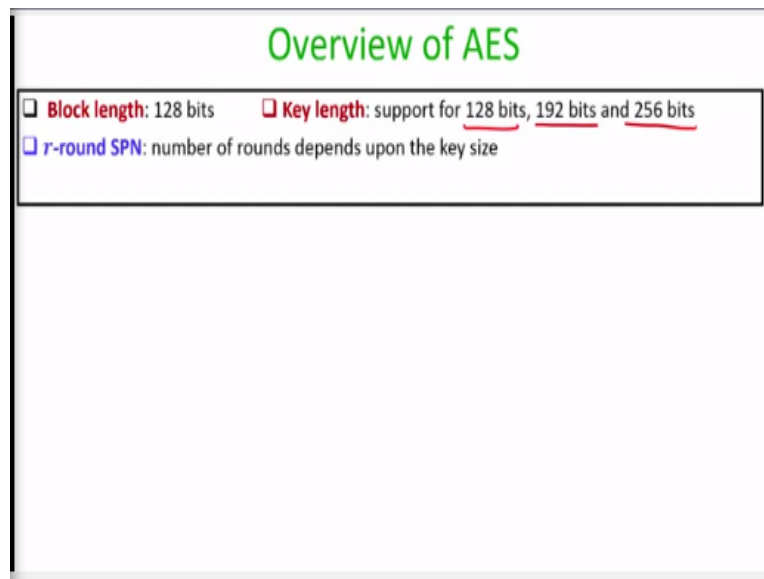 Overview of AES
❑ Block length: 128 bits ❑ Key length: support for 128 bits, 192 bits and 256 bits
❑ r-round SPN: number of rounds depends upon the key size